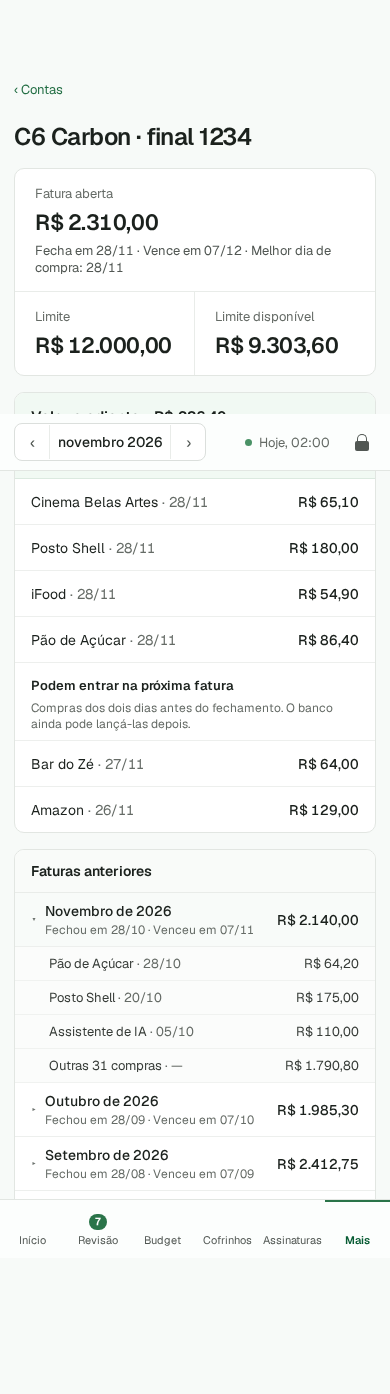 ‹ Contas
C6 Carbon · final 1234
Fatura aberta
R$ 2.310,00
Fecha em 28/11 · Vence em 07/12 · Melhor dia de
compra: 28/11
Limite
R$ 12.000,00
Limite disponível
R$ 9.303,60
‹ novembro 2026 ›
Hoje, 02:00
Cinema Belas Artes · 28/11 R$ 65,10
Posto Shell · 28/11 R$ 180,00
iFood · 28/11 R$ 54,90
Pão de Açúcar · 28/11 R$ 86,40
Podem entrar na próxima fatura
Compras dos dois dias antes do fechamento. O banco
ainda pode lançá-las depois.
Bar do Zé · 27/11 R$ 64,00
Amazon · 26/11 R$ 129,00
Faturas anteriores
Novembro de 2026 R$ 2.140,00
Fechou em 28/10 · Venceu em 07/11
Pão de Açúcar · 28/10 R$ 64,20
Posto Shell · 20/10 R$ 175,00
Assistente de IA · 05/10 R$ 110,00
Outras 31 compras · — R$ 1.790,80
Outubro de 2026 R$ 1.985,30
Fechou em 28/09 · Venceu em 07/10
Setembro de 2026 R$ 2.412,75
Fechou em 28/08 · Venceu em 07/09
7
Início Revisão Budget Cofrinhos Assinaturas Mais